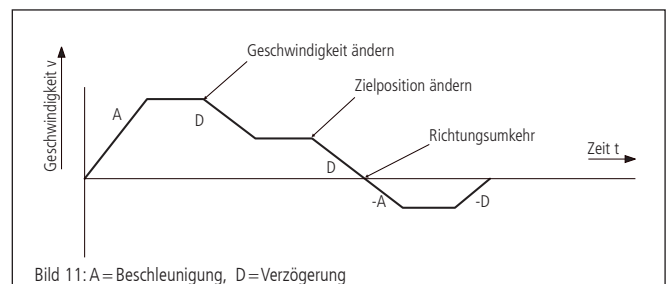 Geschwindigkeit v
Geschwindigkeit ändern
Zielposition ändern
Richtungsumkehr
Zeit t
A
D
D
-A
-D
Bild 11: A=Beschleunigung, D=Verzögerung